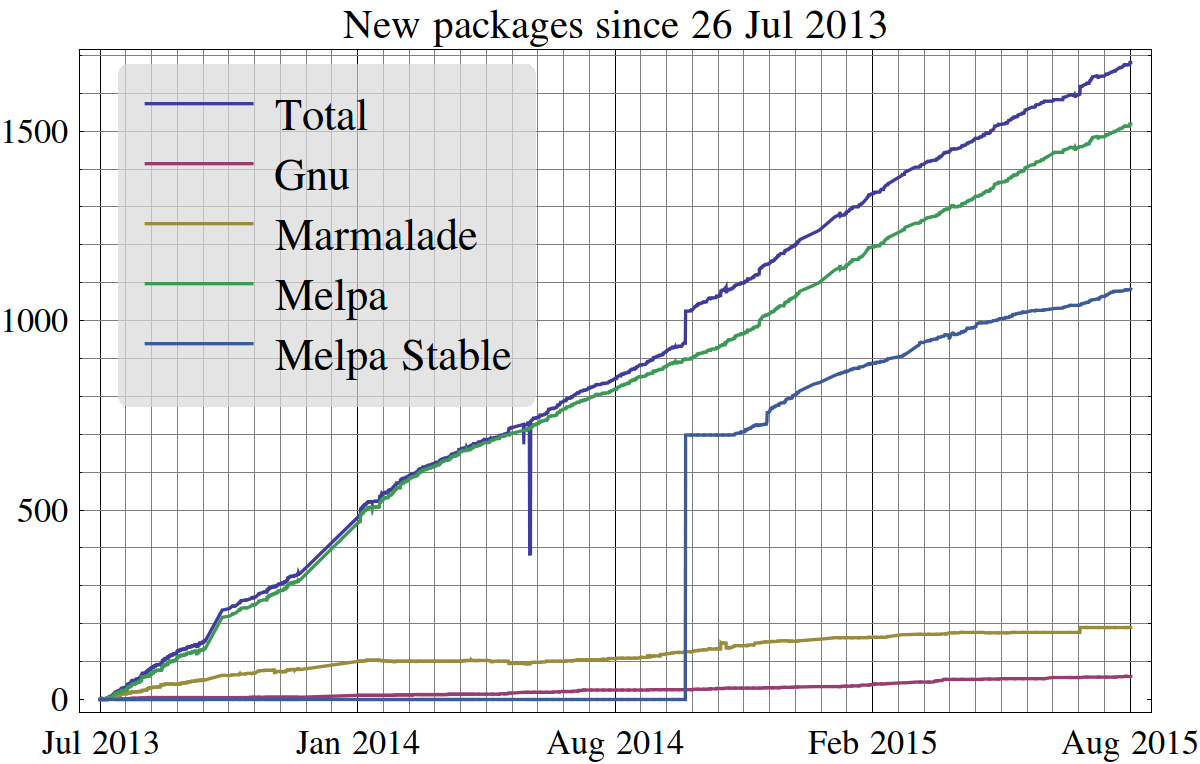 New packages since 26 Jul 2013
Total
Gnu
Marmalade
Melpa
Melpa Stable
1500
1000
500
0
Jul 2013 Jan 2014 Aug 2014 Feb 2015 Aug 2015